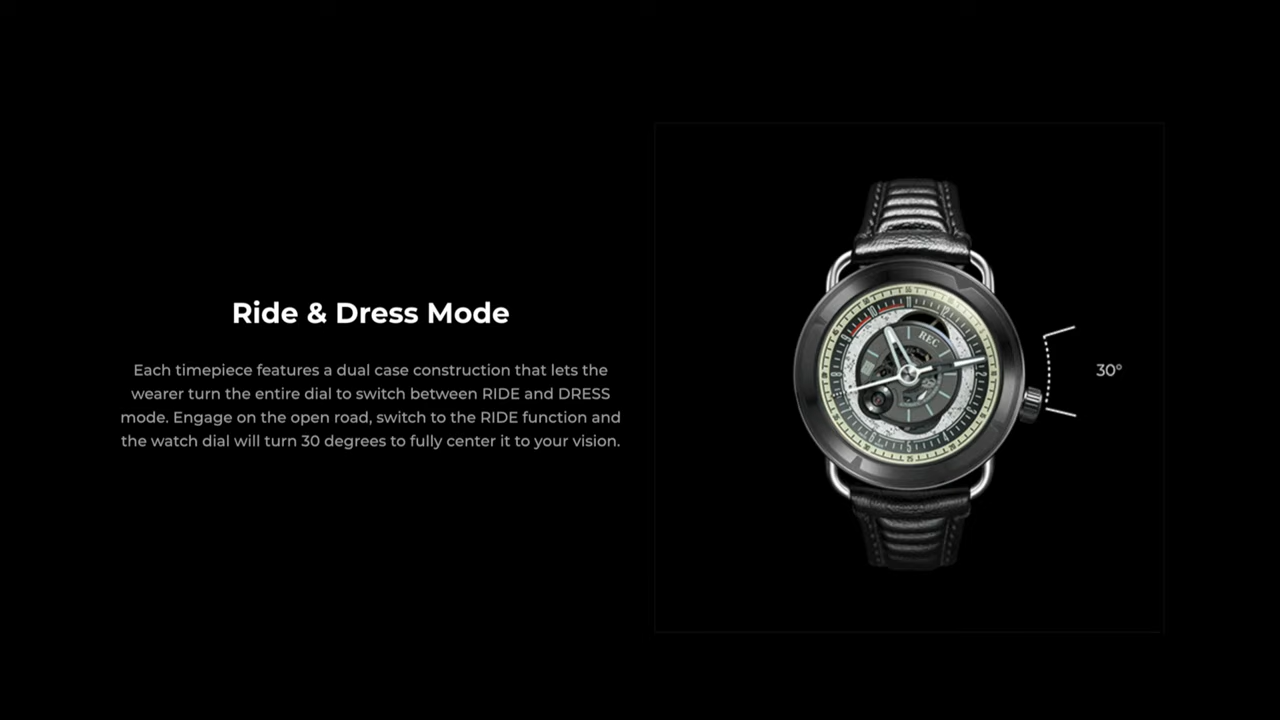 Ride & Dress Mode
Each timepiece features a dual case construction that lets the
wearer turn the entire dial to switch between RIDE and DRESS
mode. Engage on the open road, switch to the RIDE function and
the watch dial will turn 30 degrees to fully center it to your vision.
REC
30°